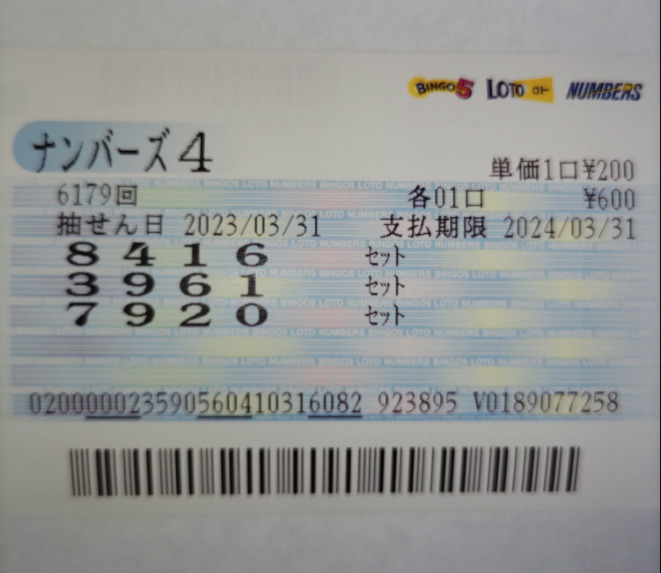 BINGO5 LOTO ロト NUMBERS
ナンバーズ4
単価1口¥200
6179回 各01口 ¥600
抽せん日 2023/03/31 支払期限 2024/03/31
8416 セット
3961 セット
7920 セット
020000023590560410316082 923895 V0189077258